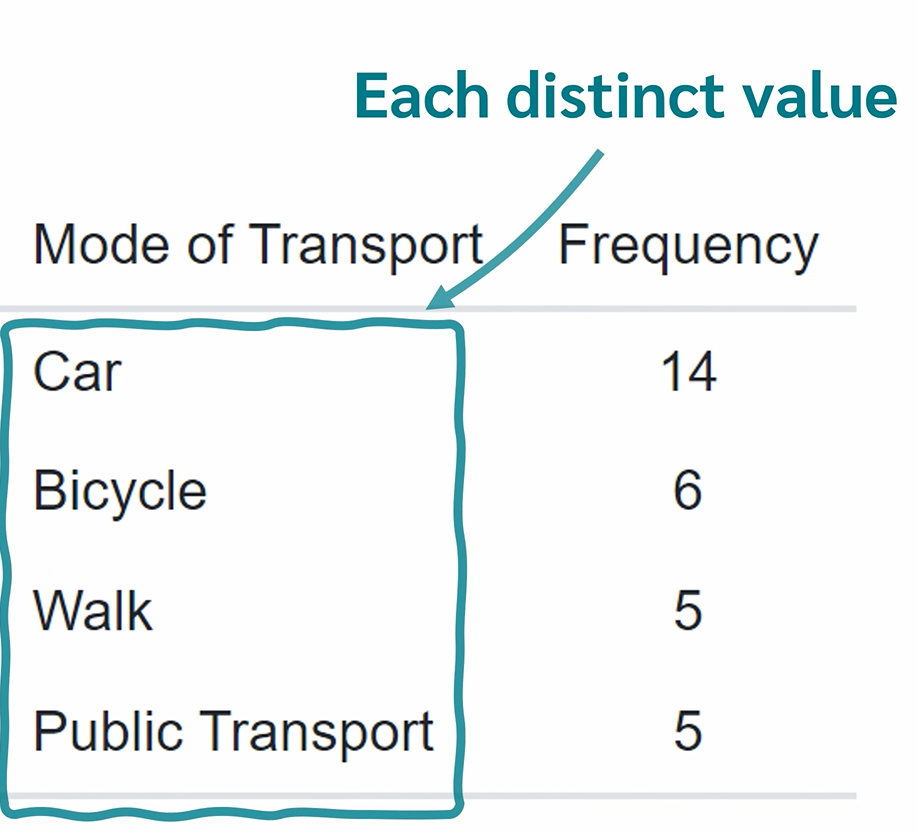 Each distinct value
Mode of Transport Frequency
Car 14
Bicycle 6
Walk 5
Public Transport 5